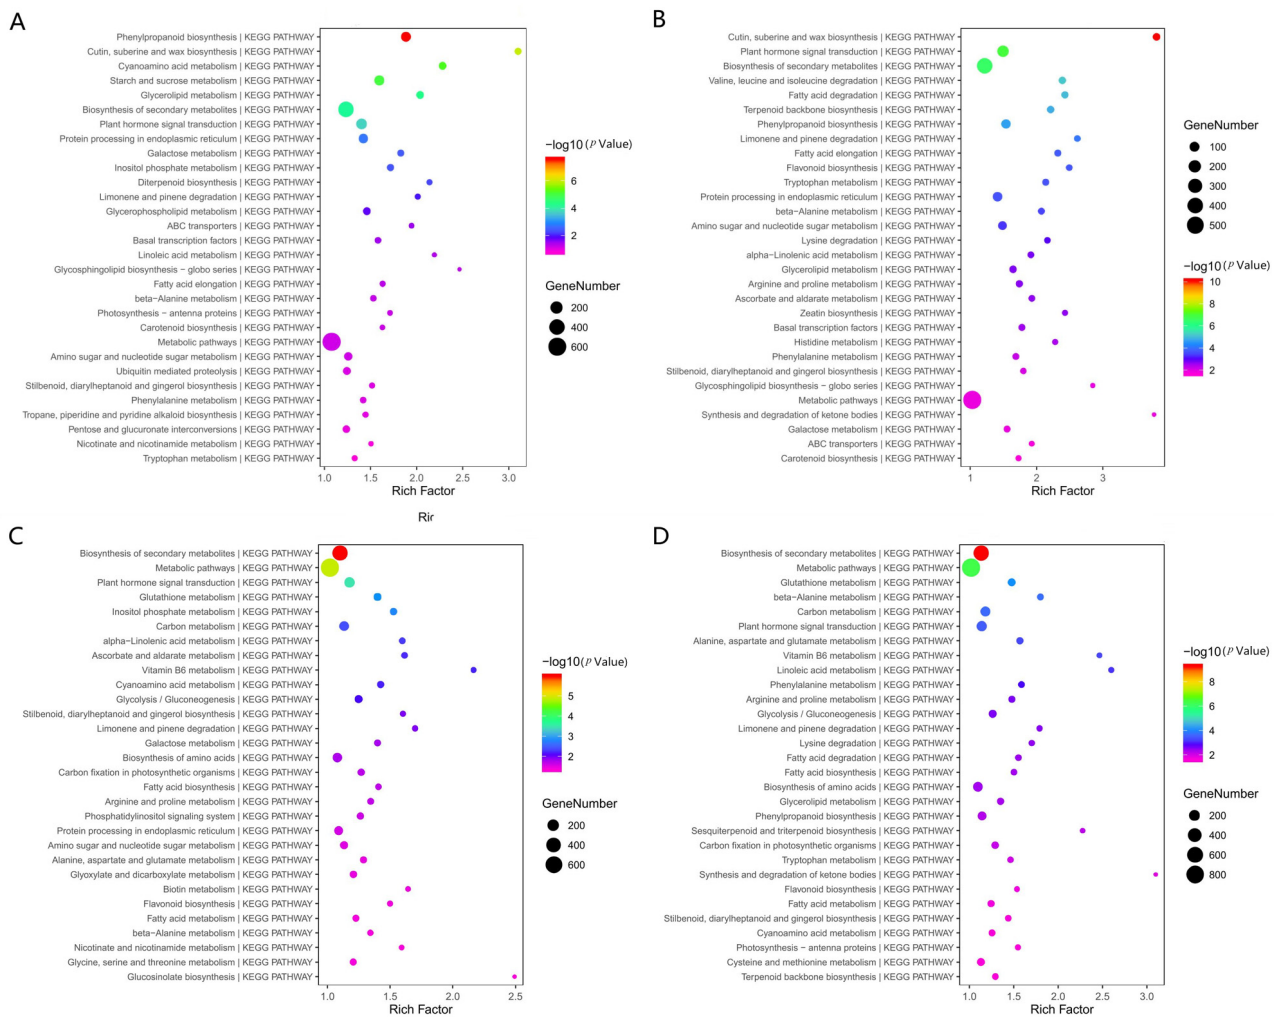 A
Phenylpropanoid biosynthesis | KEGG PATHWAY
Cutin, suberine and wax biosynthesis | KEGG PATHWAY
Cyanoamino acid metabolism | KEGG PATHWAY
Starch and sucrose metabolism | KEGG PATHWAY
Glycerolipid metabolism | KEGG PATHWAY
Biosynthesis of secondary metabolites | KEGG PATHWAY
Plant hormone signal transduction | KEGG PATHWAY
Protein processing in endoplasmic reticulum | KEGG PATHWAY
Galactose metabolism | KEGG PATHWAY
Inositol phosphate metabolism | KEGG PATHWAY
Diterpenoid biosynthesis | KEGG PATHWAY
Limonene and pinene degradation | KEGG PATHWAY
Glycerophospholipid metabolism | KEGG PATHWAY
ABC transporters | KEGG PATHWAY
Basal transcription factors | KEGG PATHWAY
Linoleic acid metabolism | KEGG PATHWAY
Glycosphingolipid biosynthesis − globo series | KEGG PATHWAY
Fatty acid elongation | KEGG PATHWAY
beta−Alanine metabolism | KEGG PATHWAY
Photosynthesis − antenna proteins | KEGG PATHWAY
Carotenoid biosynthesis | KEGG PATHWAY
Metabolic pathways | KEGG PATHWAY
Amino sugar and nucleotide sugar metabolism | KEGG PATHWAY
Ubiquitin mediated proteolysis | KEGG PATHWAY
Stilbenoid, diarylheptanoid and gingerol biosynthesis | KEGG PATHWAY
Phenylalanine metabolism | KEGG PATHWAY
Tropane, piperidine and pyridine alkaloid biosynthesis | KEGG PATHWAY
Pentose and glucuronate interconversions | KEGG PATHWAY
Nicotinate and nicotinamide metabolism | KEGG PATHWAY
Tryptophan metabolism | KEGG PATHWAY
1.0 1.5 2.0 2.5 3.0
Rich Factor
−log10 (p Value)
6
4
2
GeneNumber
200
400
600
B
Cutin, suberine and wax biosynthesis | KEGG PATHWAY
Plant hormone signal transduction | KEGG PATHWAY
Biosynthesis of secondary metabolites | KEGG PATHWAY
Valine, leucine and isoleucine degradation | KEGG PATHWAY
Fatty acid degradation | KEGG PATHWAY
Terpenoid backbone biosynthesis | KEGG PATHWAY
Phenylpropanoid biosynthesis | KEGG PATHWAY
Limonene and pinene degradation | KEGG PATHWAY
Fatty acid elongation | KEGG PATHWAY
Flavonoid biosynthesis | KEGG PATHWAY
Tryptophan metabolism | KEGG PATHWAY
Protein processing in endoplasmic reticulum | KEGG PATHWAY
beta−Alanine metabolism | KEGG PATHWAY
Amino sugar and nucleotide sugar metabolism | KEGG PATHWAY
Lysine degradation | KEGG PATHWAY
alpha−Linolenic acid metabolism | KEGG PATHWAY
Glycerolipid metabolism | KEGG PATHWAY
Arginine and proline metabolism | KEGG PATHWAY
Ascorbate and aldarate metabolism | KEGG PATHWAY
Zeatin biosynthesis | KEGG PATHWAY
Basal transcription factors | KEGG PATHWAY
Histidine metabolism | KEGG PATHWAY
Phenylalanine metabolism | KEGG PATHWAY
Stilbenoid, diarylheptanoid and gingerol biosynthesis | KEGG PATHWAY
Glycosphingolipid biosynthesis − globo series | KEGG PATHWAY
Metabolic pathways | KEGG PATHWAY
Synthesis and degradation of ketone bodies | KEGG PATHWAY
Galactose metabolism | KEGG PATHWAY
ABC transporters | KEGG PATHWAY
Carotenoid biosynthesis | KEGG PATHWAY
1 2 3
Rich Factor
GeneNumber
100
200
300
400
500
−log10 (p Value)
10
8
6
4
2
Rir
C
Biosynthesis of secondary metabolites | KEGG PATHWAY
Metabolic pathways | KEGG PATHWAY
Plant hormone signal transduction | KEGG PATHWAY
Glutathione metabolism | KEGG PATHWAY
Inositol phosphate metabolism | KEGG PATHWAY
Carbon metabolism | KEGG PATHWAY
alpha−Linolenic acid metabolism | KEGG PATHWAY
Ascorbate and aldarate metabolism | KEGG PATHWAY
Vitamin B6 metabolism | KEGG PATHWAY
Cyanoamino acid metabolism | KEGG PATHWAY
Glycolysis / Gluconeogenesis | KEGG PATHWAY
Stilbenoid, diarylheptanoid and gingerol biosynthesis | KEGG PATHWAY
Limonene and pinene degradation | KEGG PATHWAY
Galactose metabolism | KEGG PATHWAY
Biosynthesis of amino acids | KEGG PATHWAY
Carbon fixation in photosynthetic organisms | KEGG PATHWAY
Fatty acid biosynthesis | KEGG PATHWAY
Arginine and proline metabolism | KEGG PATHWAY
Phosphatidylinositol signaling system | KEGG PATHWAY
Protein processing in endoplasmic reticulum | KEGG PATHWAY
Amino sugar and nucleotide sugar metabolism | KEGG PATHWAY
Alanine, aspartate and glutamate metabolism | KEGG PATHWAY
Glyoxylate and dicarboxylate metabolism | KEGG PATHWAY
Biotin metabolism | KEGG PATHWAY
Flavonoid biosynthesis | KEGG PATHWAY
Fatty acid metabolism | KEGG PATHWAY
beta−Alanine metabolism | KEGG PATHWAY
Nicotinate and nicotinamide metabolism | KEGG PATHWAY
Glycine, serine and threonine metabolism | KEGG PATHWAY
Glucosinolate biosynthesis | KEGG PATHWAY
1.0 1.5 2.0 2.5
Rich Factor
−log10 (p Value)
5
4
3
2
GeneNumber
200
400
600
D
Biosynthesis of secondary metabolites | KEGG PATHWAY
Metabolic pathways | KEGG PATHWAY
Glutathione metabolism | KEGG PATHWAY
beta−Alanine metabolism | KEGG PATHWAY
Carbon metabolism | KEGG PATHWAY
Plant hormone signal transduction | KEGG PATHWAY
Alanine, aspartate and glutamate metabolism | KEGG PATHWAY
Vitamin B6 metabolism | KEGG PATHWAY
Linoleic acid metabolism | KEGG PATHWAY
Phenylalanine metabolism | KEGG PATHWAY
Arginine and proline metabolism | KEGG PATHWAY
Glycolysis / Gluconeogenesis | KEGG PATHWAY
Limonene and pinene degradation | KEGG PATHWAY
Lysine degradation | KEGG PATHWAY
Fatty acid degradation | KEGG PATHWAY
Fatty acid biosynthesis | KEGG PATHWAY
Biosynthesis of amino acids | KEGG PATHWAY
Glycerolipid metabolism | KEGG PATHWAY
Phenylpropanoid biosynthesis | KEGG PATHWAY
Sesquiterpenoid and triterpenoid biosynthesis | KEGG PATHWAY
Carbon fixation in photosynthetic organisms | KEGG PATHWAY
Tryptophan metabolism | KEGG PATHWAY
Synthesis and degradation of ketone bodies | KEGG PATHWAY
Flavonoid biosynthesis | KEGG PATHWAY
Fatty acid metabolism | KEGG PATHWAY
Stilbenoid, diarylheptanoid and gingerol biosynthesis | KEGG PATHWAY
Cyanoamino acid metabolism | KEGG PATHWAY
Photosynthesis − antenna proteins | KEGG PATHWAY
Cysteine and methionine metabolism | KEGG PATHWAY
Terpenoid backbone biosynthesis | KEGG PATHWAY
1.0 1.5 2.0 2.5 3.0
Rich Factor
−log10 (p Value)
8
6
4
2
GeneNumber
200
400
600
800